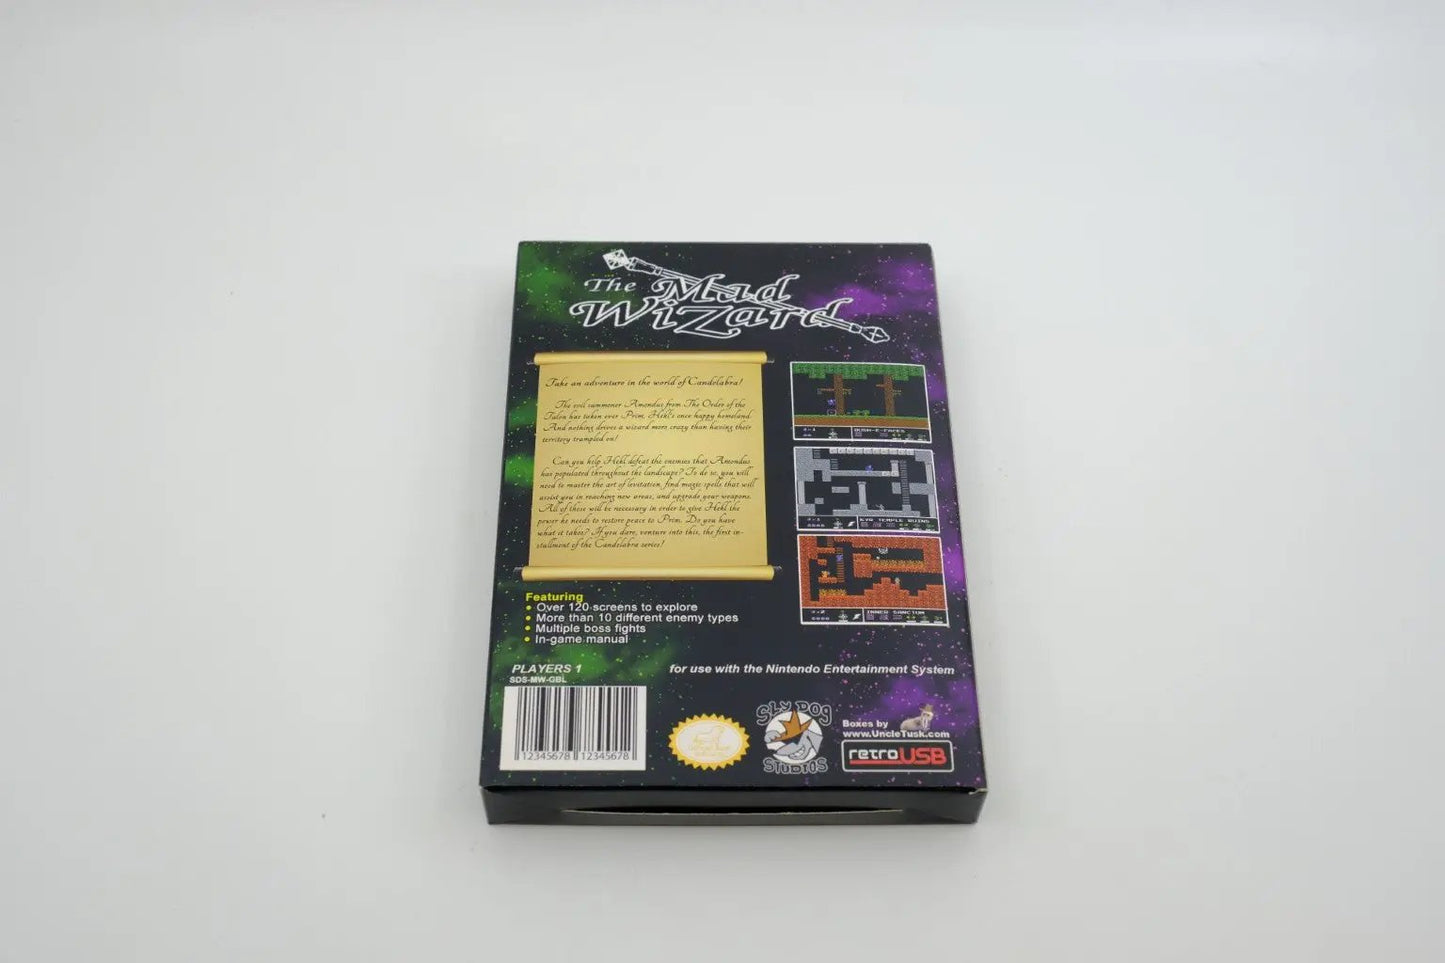 The Mad
Wizard
Take an adventure in the world of Candelabra!
The evil summoner Amondus from The Order of the
Talon has taken over Prim, Hekl's once happy homeland.
And nothing drives a wizard more crazy than having their
territory trampled on!
Can you help Hekl defeat the enemies that Amondus
has populated throughout the landscape? To do so, you will
need to master the art of levitation, find magic spells that will
assist you in reaching new areas, and upgrade your weapons.
All of these will be necessary in order to give Hekl the
power he needs to restore peace to Prim. Do you have
what it takes? If you dare, venture into this, the first in-
stallment of the Candelabra series!
BUSH-E-FACES
KYR TEMPLE RUINS
INNER SANCTUM
Featuring
• Over 120 screens to explore
• More than 10 different enemy types
• Multiple boss fights
• In-game manual
PLAYERS 1
for use with the Nintendo Entertainment System
SDS-MW-GBL
12345678 12345678
SLY DOG
STUDIOS
Boxes by
www.UncleTusk.com
retroUSB